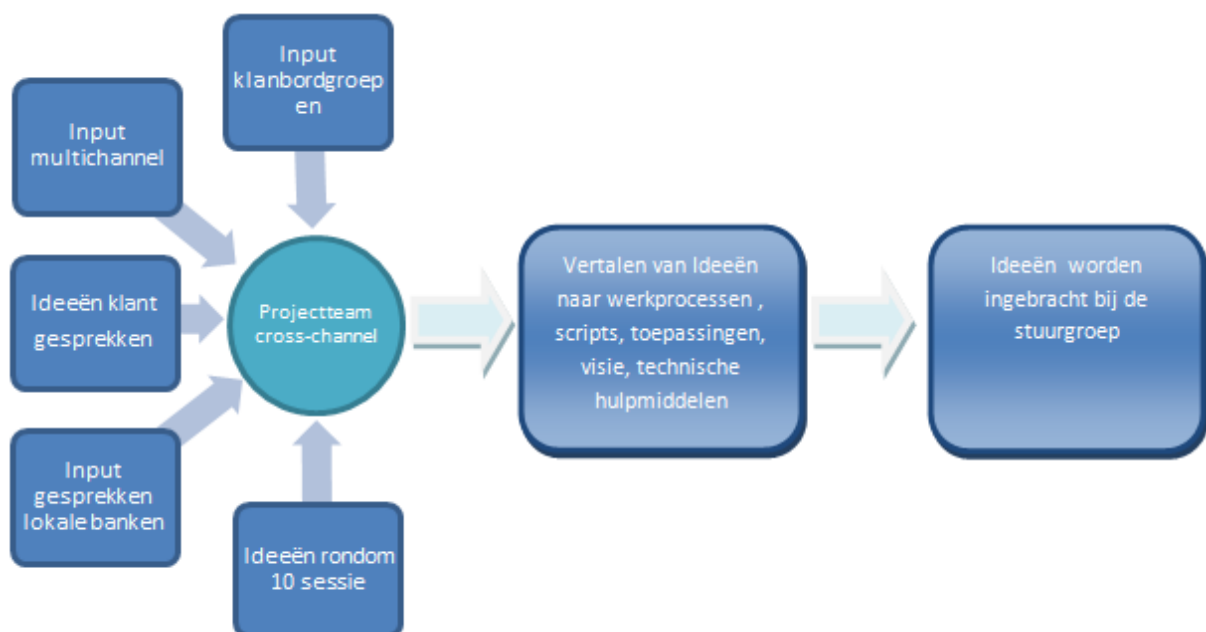 Input
klanbordgroep
en
Input
multichannel
Ideeën klant
gesprekken
Input
gesprekken
lokale banken
Ideeën rondom
10 sessie
Projectteam
cross-channel
Vertalen van Ideeën
naar werkprocessen ,
scripts, toepassingen,
visie, technische
hulpmiddelen
Ideeën worden
ingebracht bij de
stuurgroep